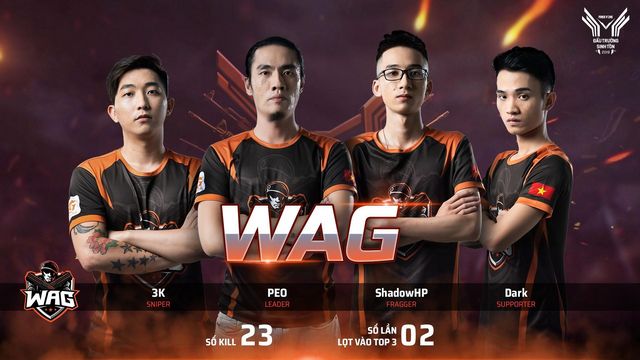 ĐẤU TRƯỜNG
SINH TỒN
2019
WAG
WAG
3K
SNIPER
PEO
LEADER
ShadowHP
FRAGGER
Dark
SUPPORTER
SỐ KILL 23
SỐ LẦN
LỌT VÀO TOP 3 02